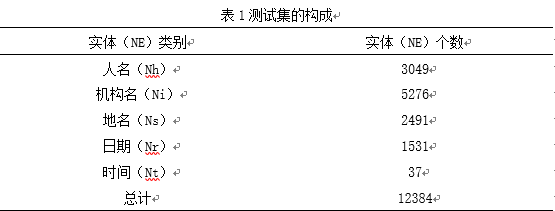 表 1 测试集的构成
实体（NE）类别 实体（NE）个数
人名（Nh） 3049
机构名（Ni） 5276
地名（Ns） 2491
日期（Nr） 1531
时间（Nt） 37
总计 12384